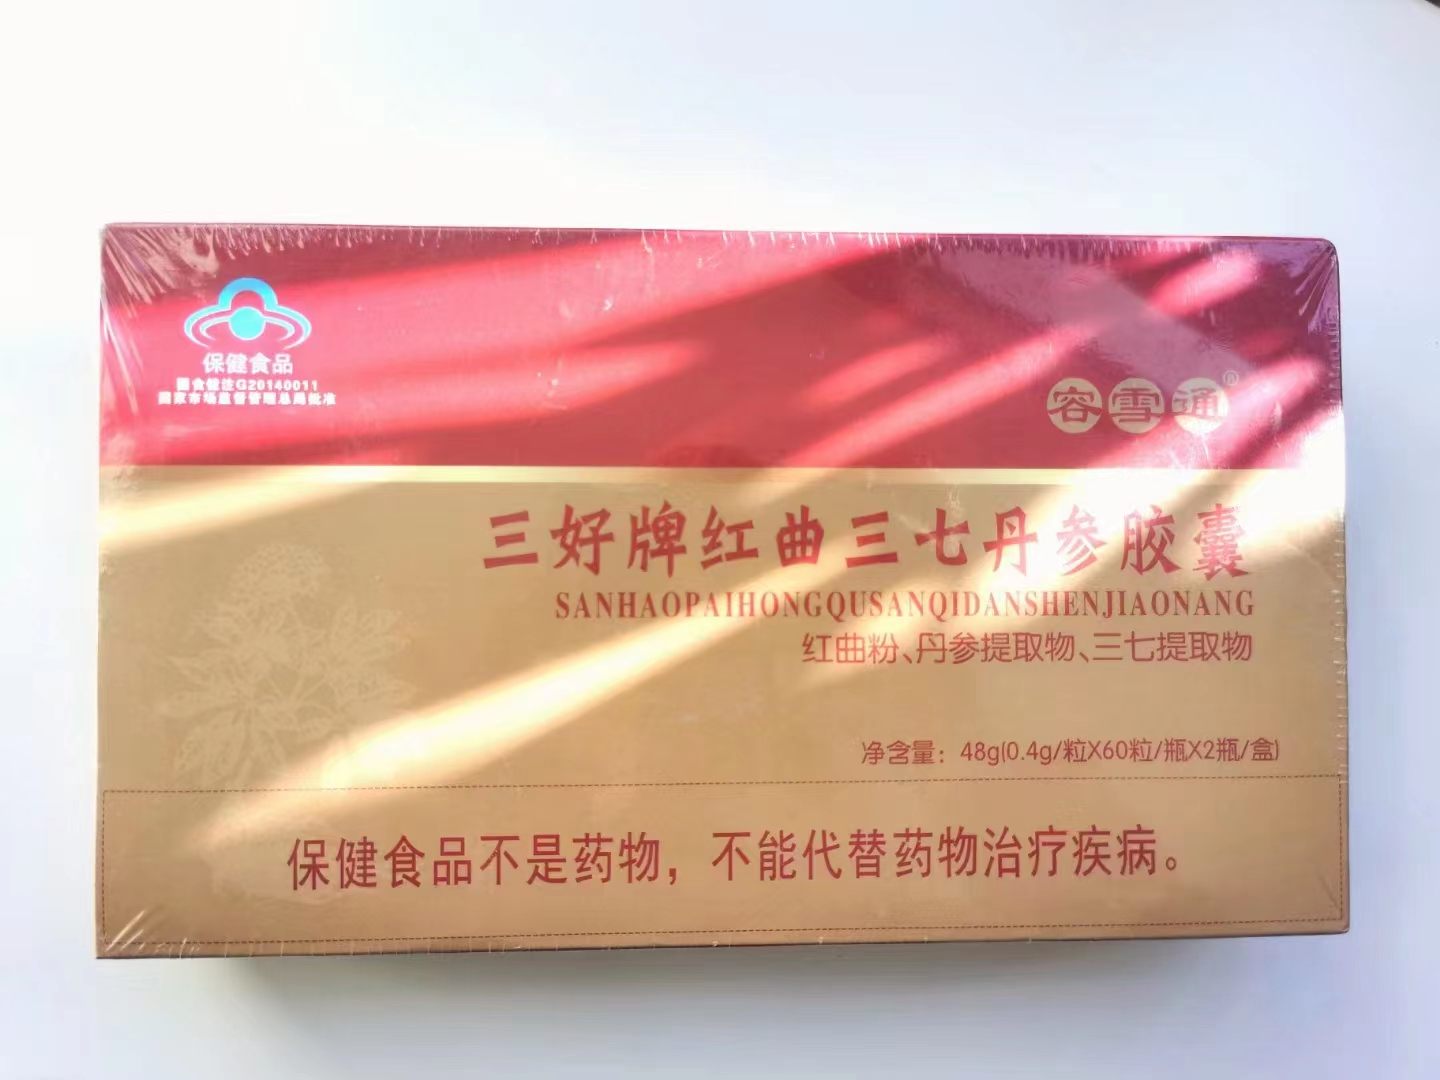 保健食品
国食健注G20140011
国家市场监督管理总局批准
容雪通®
三好牌红曲三七丹参胶囊
SANHAOPAIHONGQUSANQIDANSHENJIAONANG
红曲粉、丹参提取物、三七提取物
净含量：48g(0.4g/粒X60粒/瓶X2瓶/盒)
保健食品不是药物，不能代替药物治疗疾病。